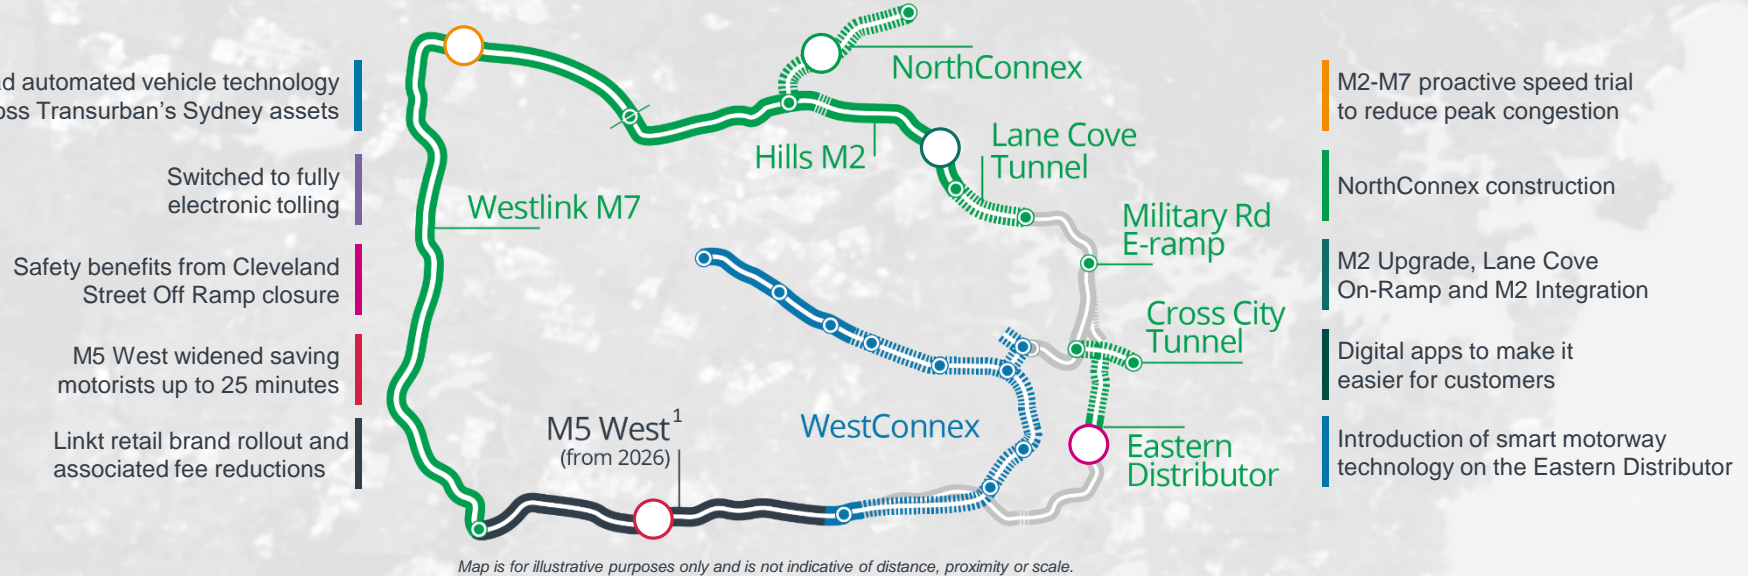 automated vehicle technology
Transurban's Sydney assets
Switched to fully
electronic tolling
Safety benefits from Cleveland
Street Off Ramp closure
M5 West widened saving
motorists up to 25 minutes
Linkt retail brand rollout and
associated fee reductions
NorthConnex
Hills M2
Lane Cove
Tunnel
Westlink M7
Military Rd
E-ramp
Cross City
Tunnel
M5 West1
(from 2026)
WestConnex
Eastern
Distributor
M2-M7 proactive speed trial
to reduce peak congestion
NorthConnex construction
M2 Upgrade, Lane Cove
On-Ramp and M2 Integration
Digital apps to make it
easier for customers
Introduction of smart motorway
technology on the Eastern Distributor
Map is for illustrative purposes only and is not indicative of distance, proximity or scale.